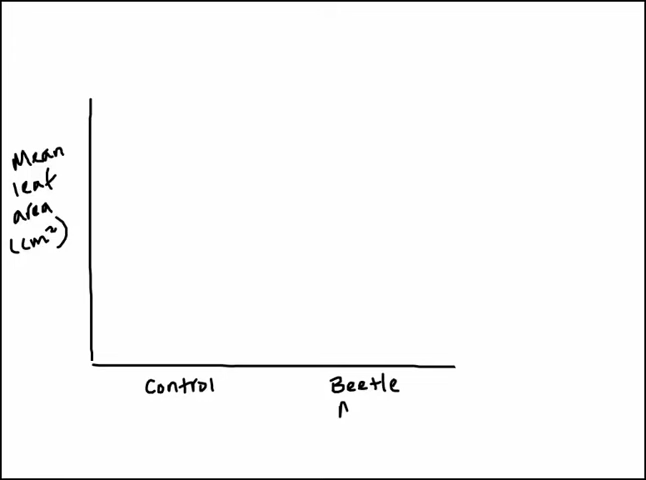 Mean
leaf
area
(cm²)
Control
Beetle